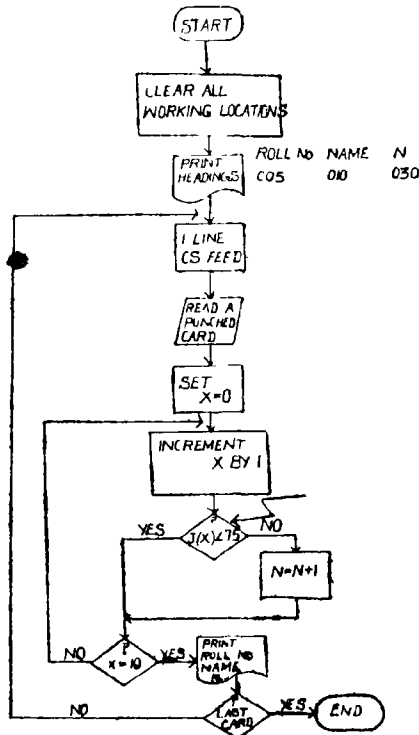 START
CLEAR ALL
WORKING LOCATIONS
PRINT
HEADINGS
ROLL No NAME N
005 010 030
1 LINE
CS FEED
READ A
PUNCHED
CARD
SET
X=0
INCREMENT
X BY 1
?
YES
J(X)<75
NO
N=N+1
?
NO
X=10
YES
PRINT
ROLL NO
NAME
?
NO
LAST
CARD
YES
END